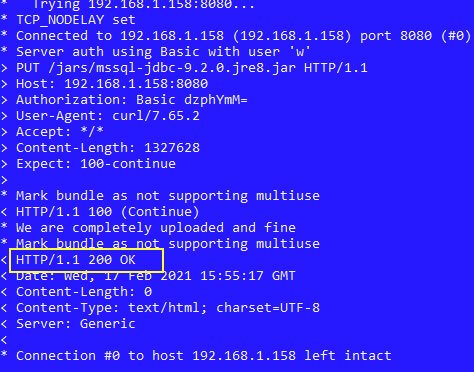 *   Trying 192.168.1.158:8080...
* TCP_NODELAY set
* Connected to 192.168.1.158 (192.168.1.158) port 8080 (#0)
* Server auth using Basic with user 'w'
> PUT /jars/mssql-jdbc-9.2.0.jre8.jar HTTP/1.1
> Host: 192.168.1.158:8080
> Authorization: Basic dzphYmM=
> User-Agent: curl/7.65.2
> Accept: */*
> Content-Length: 1327628
> Expect: 100-continue
>
* Mark bundle as not supporting multiuse
< HTTP/1.1 100 (Continue)
* We are completely uploaded and fine
* Mark bundle as not supporting multiuse
< HTTP/1.1 200 OK
< Date: Wed, 17 Feb 2021 15:55:17 GMT
< Content-Length: 0
< Content-Type: text/html; charset=UTF-8
< Server: Generic
<
* Connection #0 to host 192.168.1.158 left intact